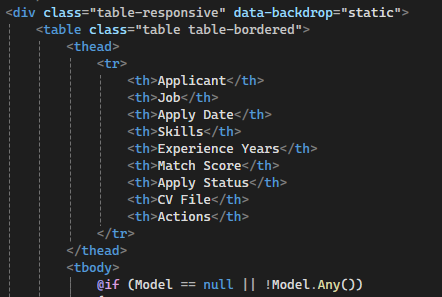 <div class="table-responsive" data-backdrop="static">
<table class="table table-bordered">
<thead>
<tr>
<th>Applicant</th>
<th>Job</th>
<th>Apply Date</th>
<th>Skills</th>
<th>Experience Years</th>
<th>Match Score</th>
<th>Apply Status</th>
<th>CV File</th>
<th>Actions</th>
</tr>
</thead>
<tbody>
@if (Model == null || !Model.Any())